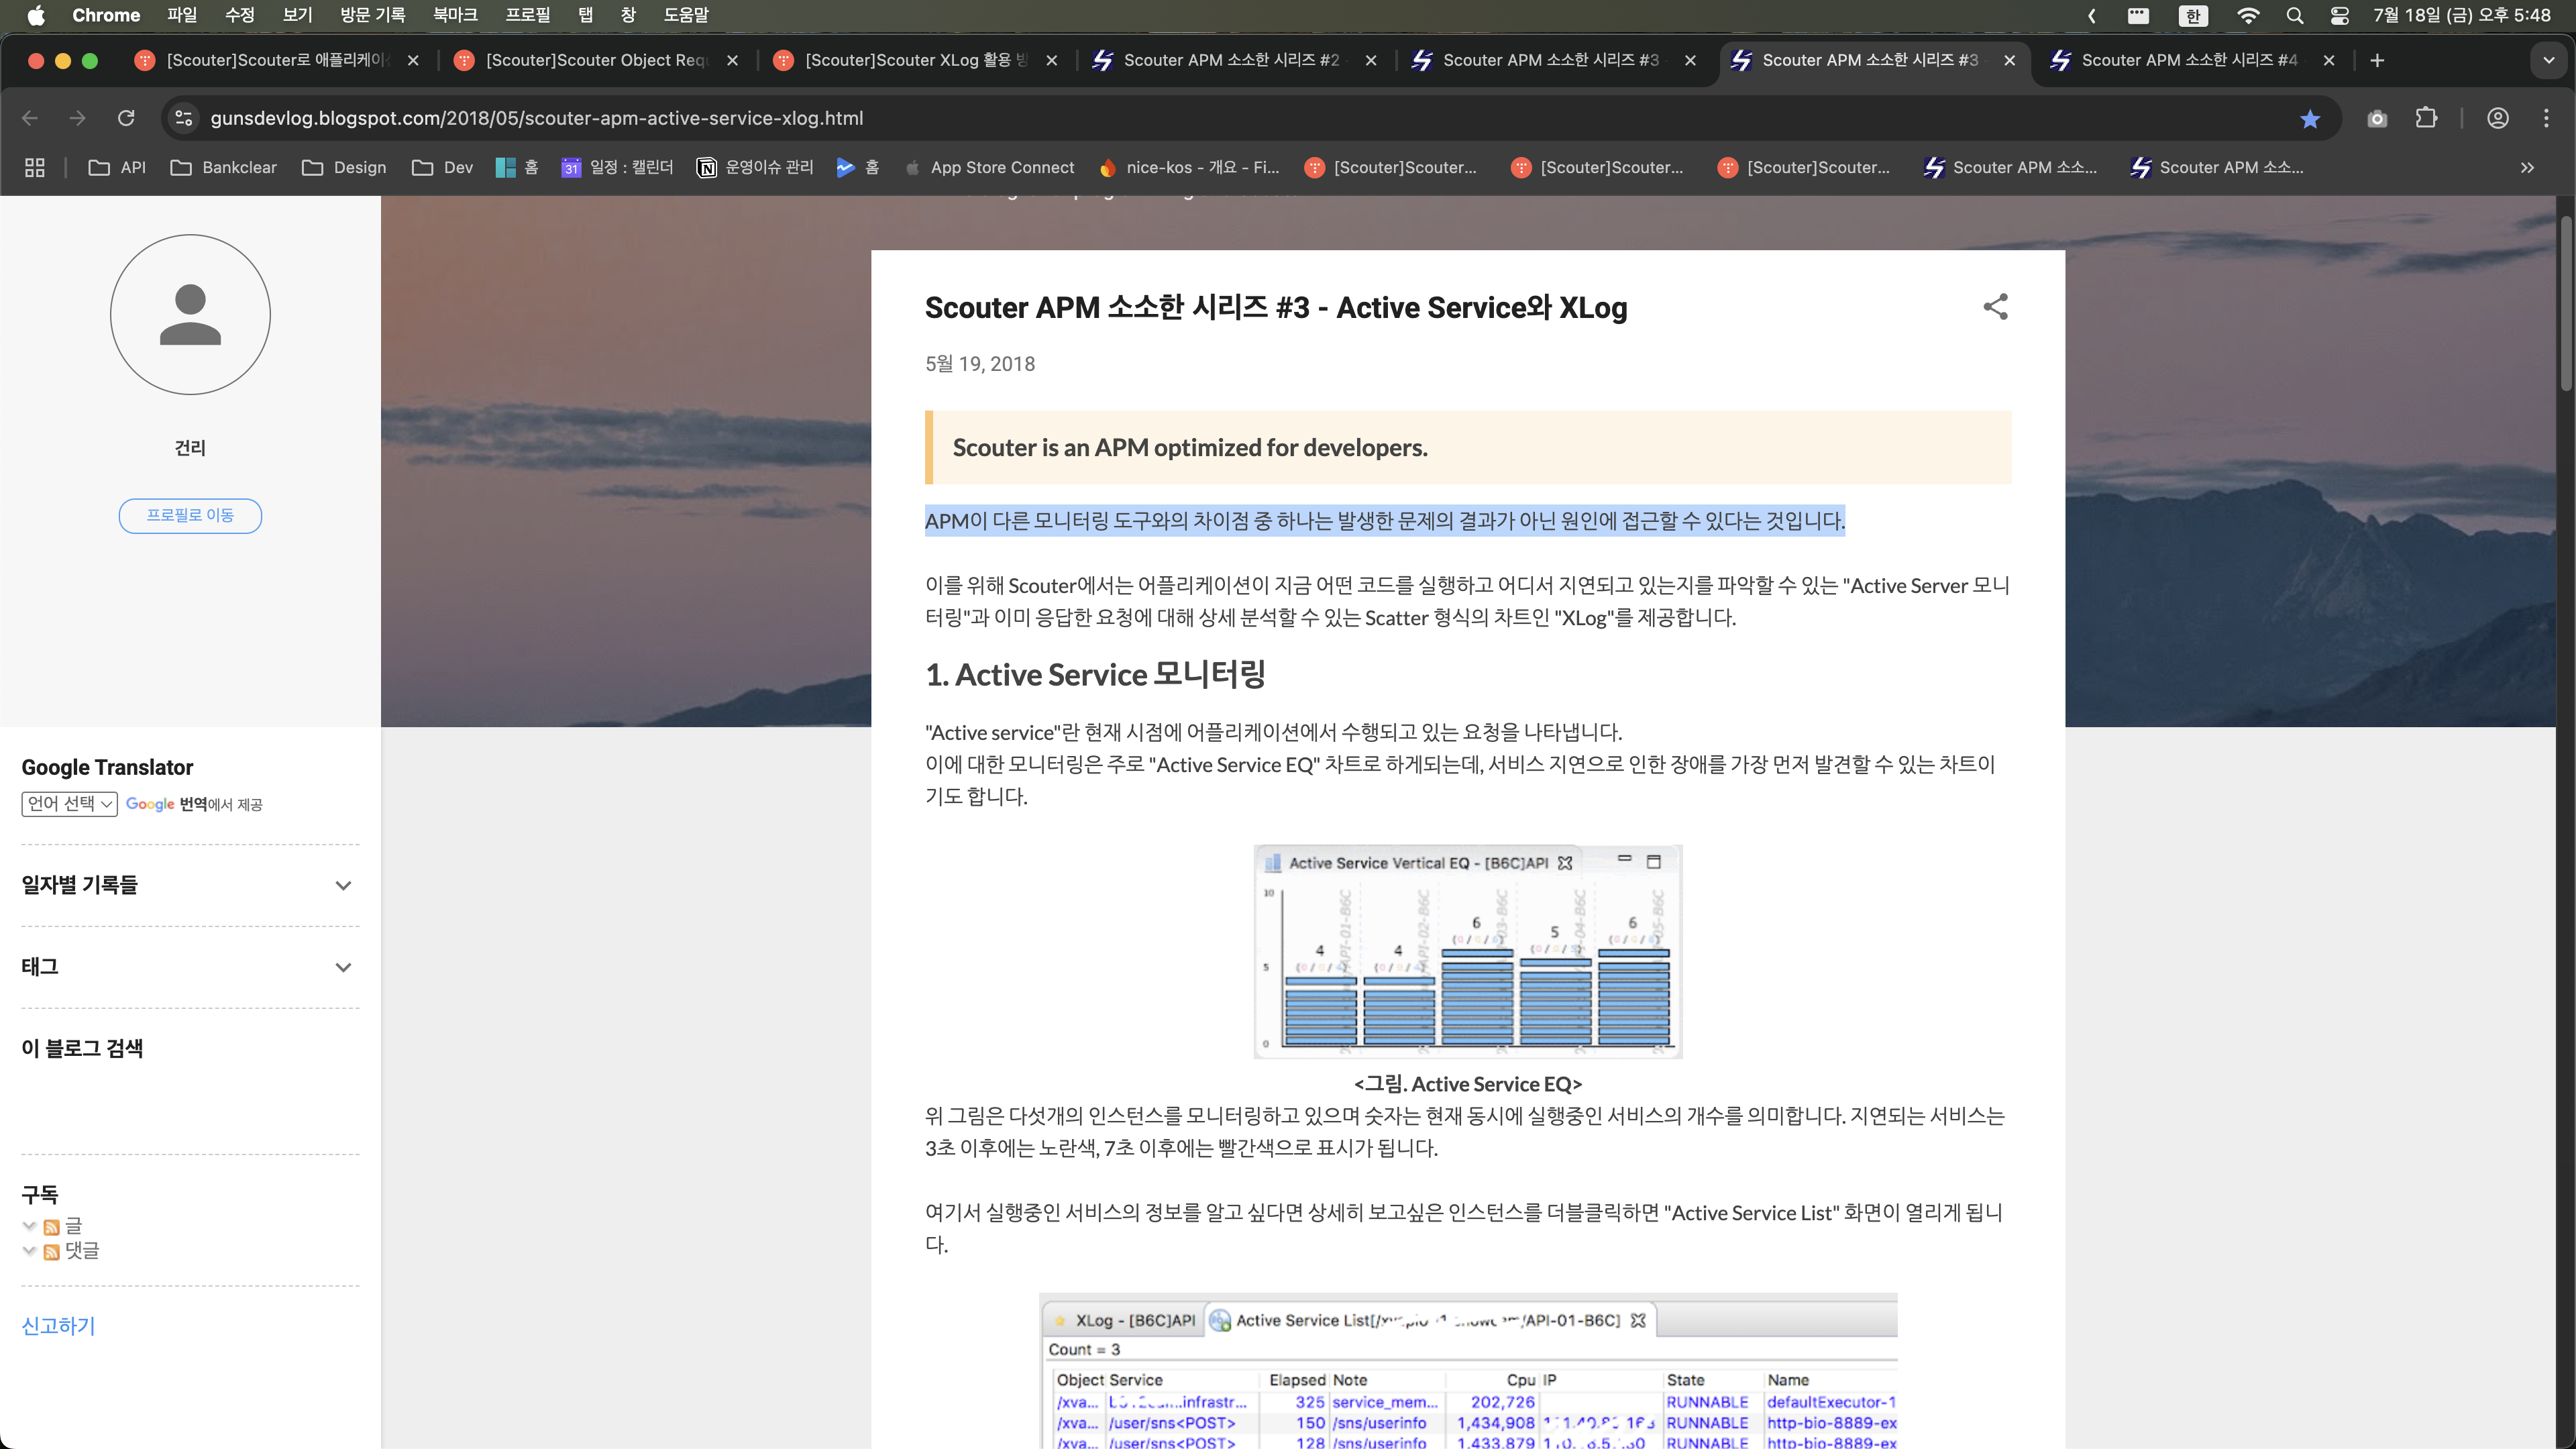 Chrome 파일 수정 보기 방문 기록 북마크 프로필 탭 창 도움말 한 7월 18일 (금) 오후 5:48
[Scouter]Scouter로 애플리케이 [Scouter]Scouter Object Req [Scouter]Scouter XLog 활용 방 Scouter APM 소소한 시리즈 #2 Scouter APM 소소한 시리즈 #3 Scouter APM 소소한 시리즈 #3 Scouter APM 소소한 시리즈 #4
gunsdevlog.blogspot.com/2018/05/scouter-apm-active-service-xlog.html
API Bankclear Design Dev 홈 31 일정 : 캘린더 운영이슈 관리 홈 App Store Connect nice-kos - 개요 - Fi... [Scouter]Scouter... [Scouter]Scouter... [Scouter]Scouter... Scouter APM 소소... Scouter APM 소소...
건리
프로필로 이동
Google Translator
언어 선택 Google 번역에서 제공
일자별 기록들
태그
이 블로그 검색
구독
글
댓글
신고하기
Scouter APM 소소한 시리즈 #3 - Active Service와 XLog
5월 19, 2018
Scouter is an APM optimized for developers.
APM이 다른 모니터링 도구와의 차이점 중 하나는 발생한 문제의 결과가 아닌 원인에 접근할 수 있다는 것입니다.
이를 위해 Scouter에서는 어플리케이션이 지금 어떤 코드를 실행하고 어디서 지연되고 있는지를 파악할 수 있는 "Active Server 모니
터링"과 이미 응답한 요청에 대해 상세 분석할 수 있는 Scatter 형식의 차트인 "XLog"를 제공합니다.
1. Active Service 모니터링
"Active service"란 현재 시점에 어플리케이션에서 수행되고 있는 요청을 나타냅니다.
이에 대한 모니터링은 주로 "Active Service EQ" 차트로 하게되는데, 서비스 지연으로 인한 장애를 가장 먼저 발견할 수 있는 차트이
기도 합니다.
Active Service Vertical EQ - [B6C]API
10
6 6
5
4 4
5
0
<그림. Active Service EQ>
위 그림은 다섯개의 인스턴스를 모니터링하고 있으며 숫자는 현재 동시에 실행중인 서비스의 개수를 의미합니다. 지연되는 서비스는
3초 이후에는 노란색, 7초 이후에는 빨간색으로 표시가 됩니다.
여기서 실행중인 서비스의 정보를 알고 싶다면 상세히 보고싶은 인스턴스를 더블클릭하면 "Active Service List" 화면이 열리게 됩니
다.
XLog - [B6C]API Active Service List[ /API-01-B6C]
Count = 3
Object Service Elapsed Note Cpu IP State Name
/xva... 325 service_mem... 202,726 RUNNABLE defaultExecutor-1
/xva... /user/sns<POST> 150 /sns/userinfo 1,434,908 RUNNABLE http-bio-8889-ex
/xva... /user/sns<POST> 128 /sns/userinfo 1,433,879 RUNNABLE http-bio-8889-ex